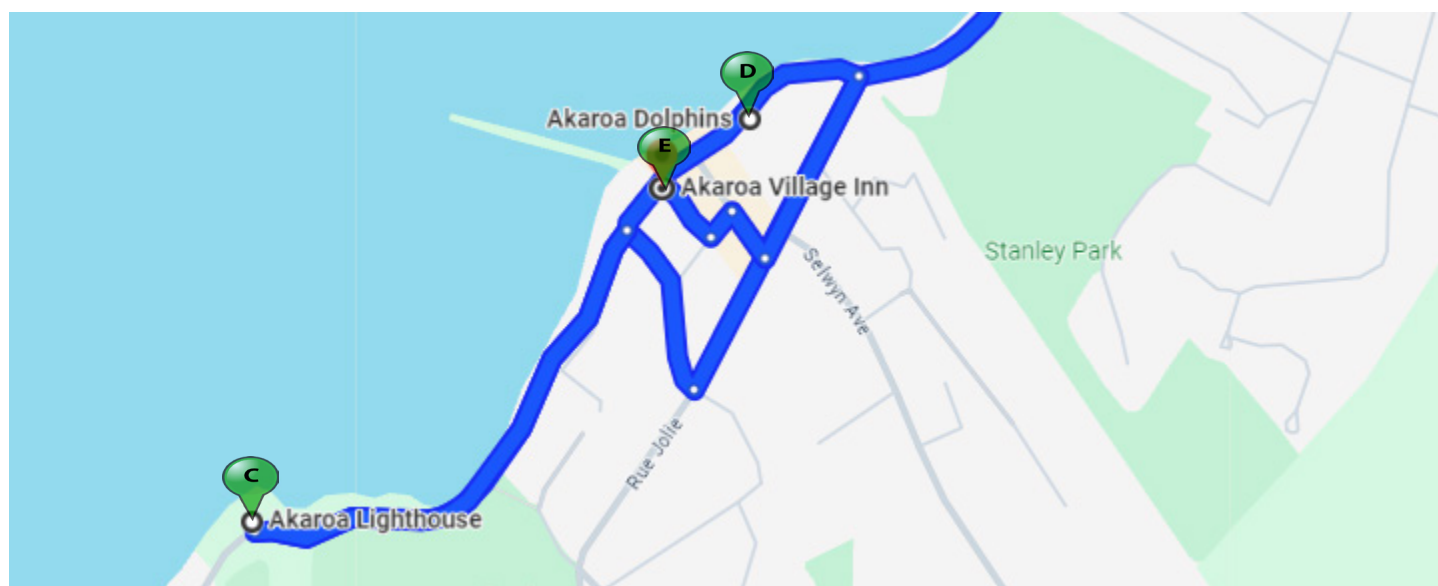 D
Akaroa Dolphins
E
Akaroa Village Inn
Stanley Park
Selwyn Ave
Rue Jolie
C
Akaroa Lighthouse